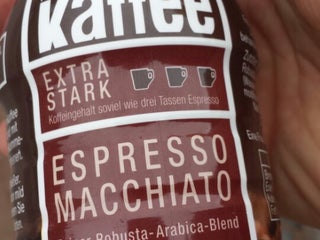 kaffee
EXTRA
STARK
Koffeingehalt soviel wie drei Tassen Espresso
ESPRESSO
MACCHIATO
Robusta-Arabica-Blend